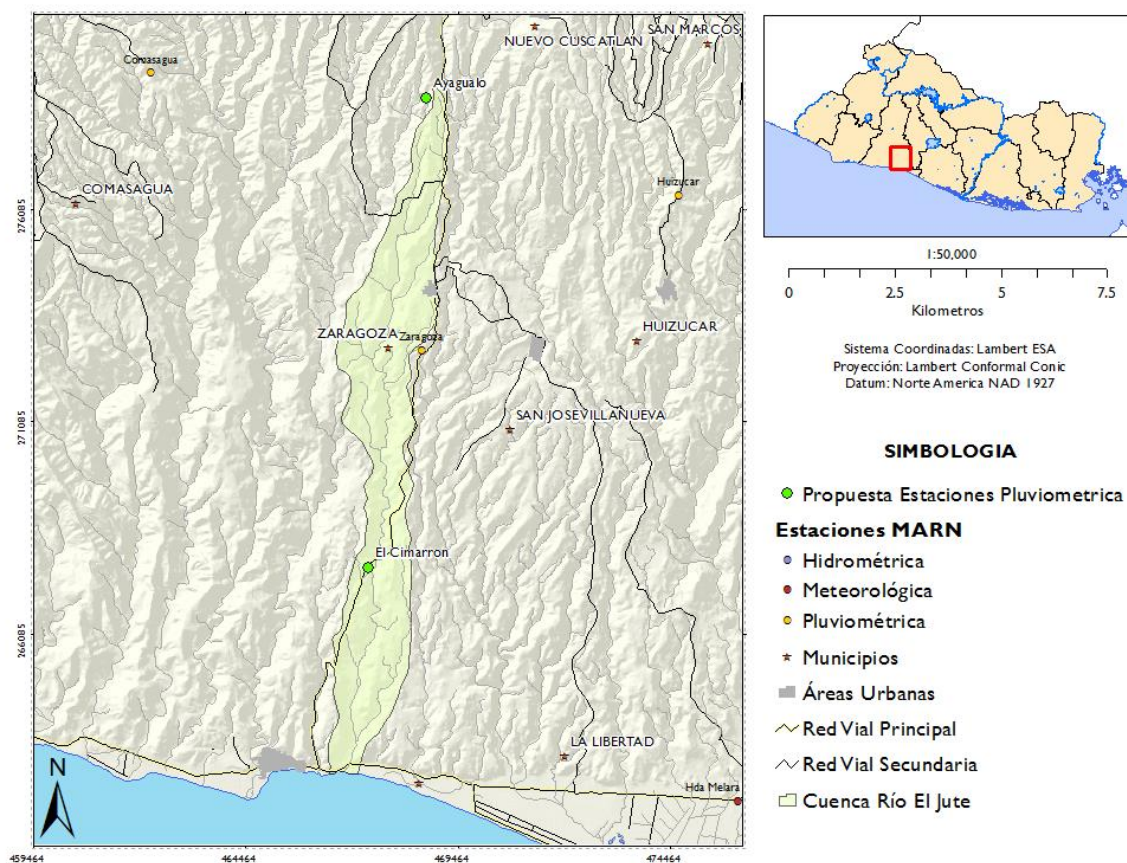 NUEVO CUSCATLAN
SAN MARCOS
Comasagua
Ayagualo
COMASAGUA
Huizucar
276085
ZARAGOZA
Zaragoza
HUIZUCAR
271085
SAN JOSEVILLANUEVA
El Cimarron
266085
LA LIBERTAD
N
Hda Melara
459464
464464
469464
474464
1:50,000
0 2.5 5 7.5
Kilometros
Sistema Coordinadas: Lambert ESA
Proyección: Lambert Conformal Conic
Datum: Norte America NAD 1927
SIMBOLOGIA
Propuesta Estaciones Pluviometrica
Estaciones MARN
Hidrométrica
Meteorológica
Pluviométrica
Municipios
Áreas Urbanas
Red Vial Principal
Red Vial Secundaria
Cuenca Río El Jute